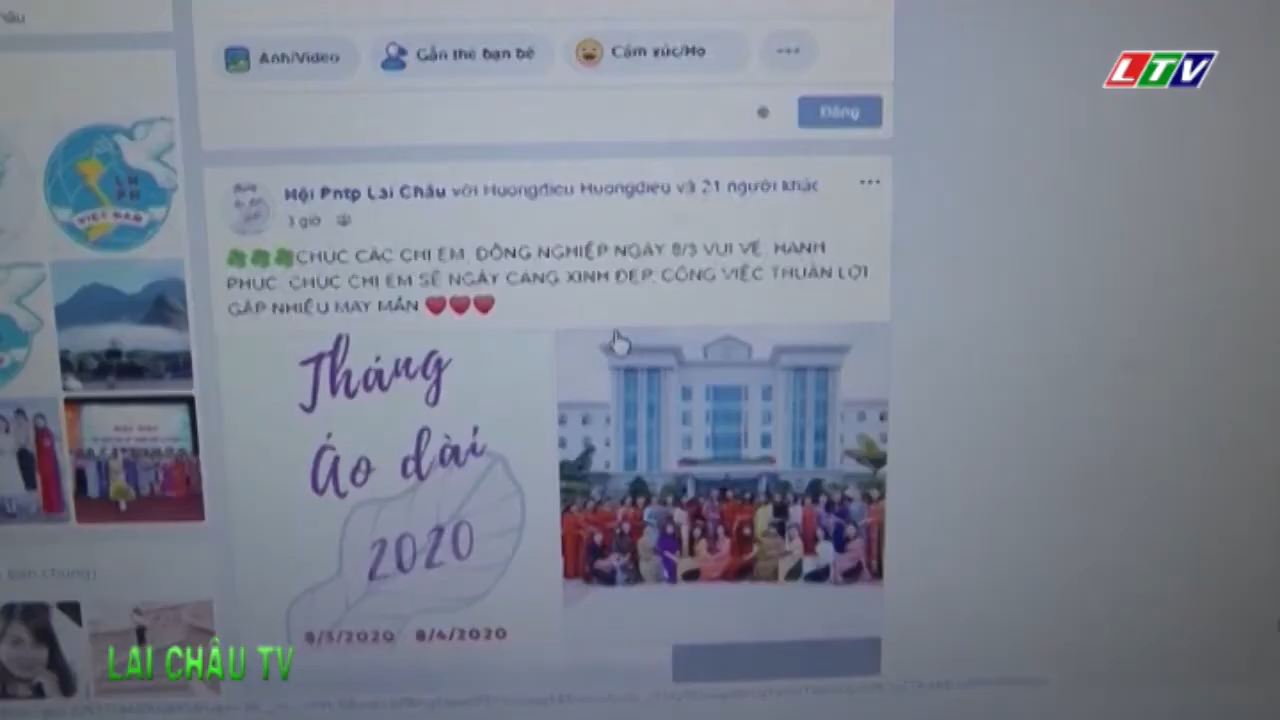 LTV
Ảnh/Video
Gắn thẻ bạn bè
Cảm xúc/Ho
Đăng
VIỆT NAM
Hội Pntp Lai Châu với Huongdieu Huongdieu và 21 người khác
3 giờ
CHÚC CÁC CHỊ EM, ĐỒNG NGHIỆP NGÀY 8/3 VUI VẺ, HẠNH
PHÚC, CHÚC CHỊ EM SẼ NGÀY CÀNG XINH ĐẸP, CÔNG VIỆC THUẬN LỢI
GẶP NHIỀU MAY MẮN
Tháng
Áo dài
2020
8/3/2020 8/4/2020
LAI CHÂU TV